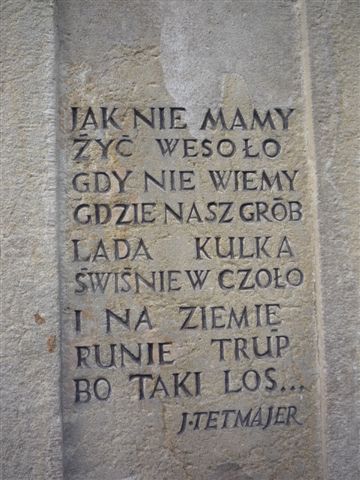 JAK NIE MAMY
ŻYĆ WESOŁO
GDY NIE WIEMY
GDZIE NASZ GRÓB
LADA KULKA
ŚWIŚNIE W CZOŁO
I NA ZIEMIĘ
RUNIE TRUP
BO TAKI LOS...
J. TETMAJER